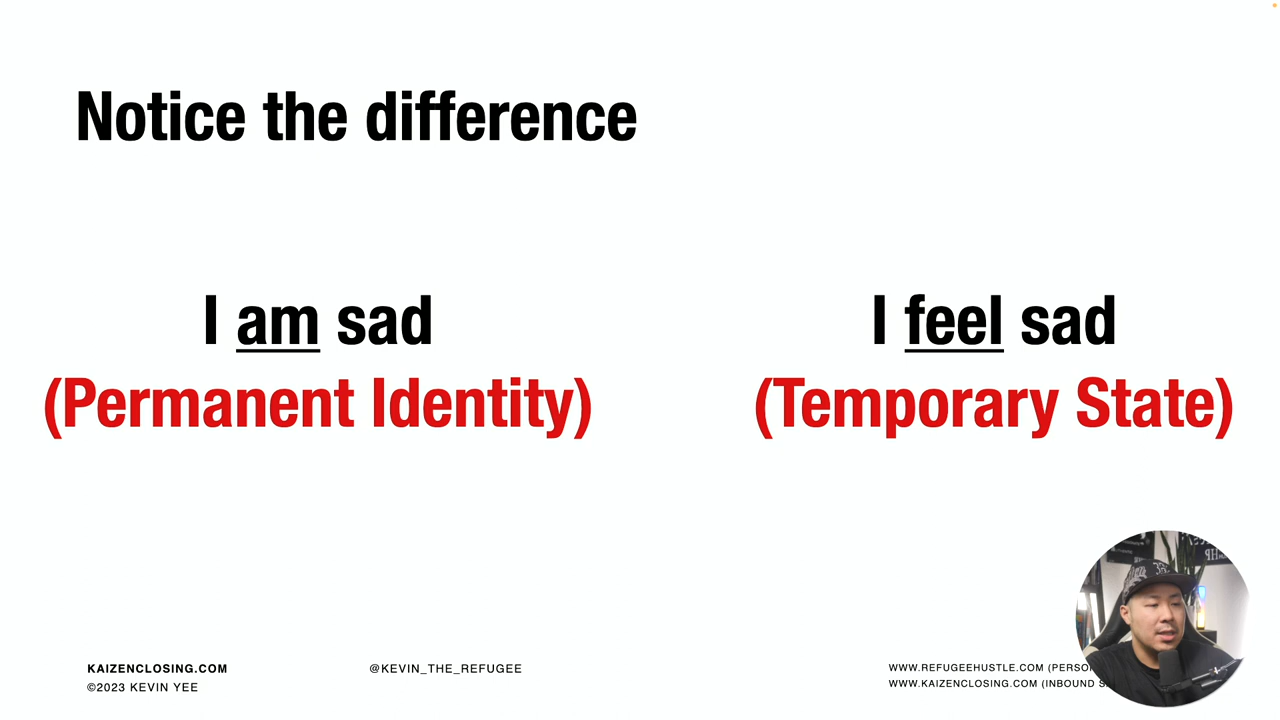 Notice the difference
I am sad
(Permanent Identity)
I feel sad
(Temporary State)
KAIZENCLOSING.COM
©2023 KEVIN YEE
@KEVIN_THE_REFUGEE
WWW.REFUGEEHUSTLE.COM
WWW.KAIZENCLOSING.COM (INBOUND